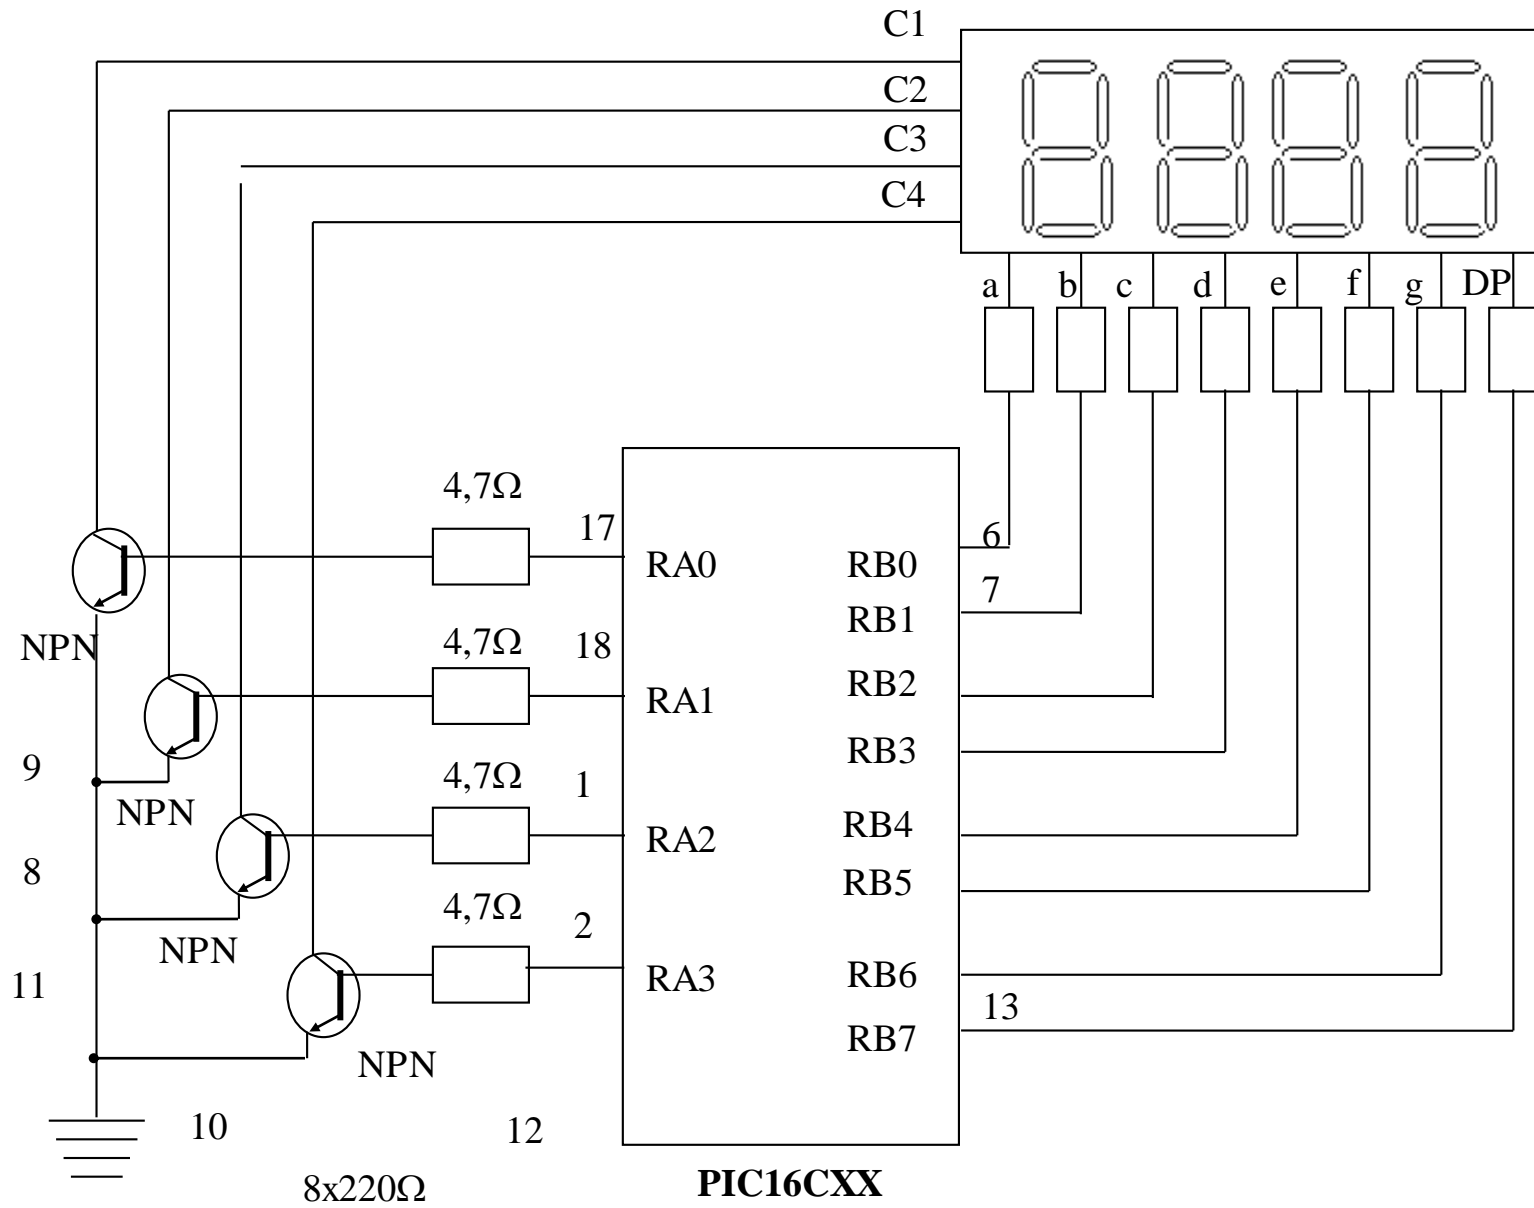 C1
C2
C3
C4
a b c d e f g DP
4,7Ω
17
RA0
RB0
6
7
NPN
4,7Ω
18
RA1
RB1
RB2
9
NPN
4,7Ω
1
RA2
RB3
RB4
8
NPN
4,7Ω
2
RA3
RB5
RB6
11
NPN
13
RB7
10
12
8x220Ω
PIC16CXX